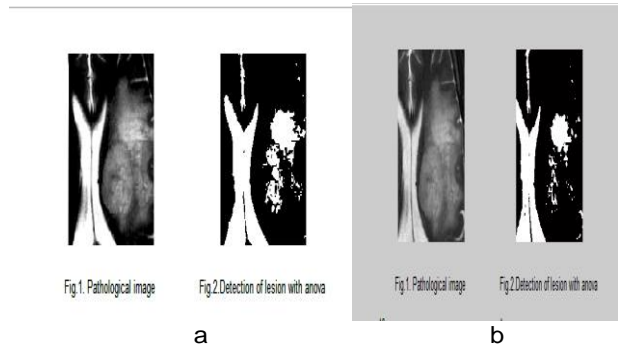 Fig.1. Pathological image
Fig.2.Detection of lesion with anova
Fig.1. Pathological image
Fig.2.Detection of lesion with anova
a
b